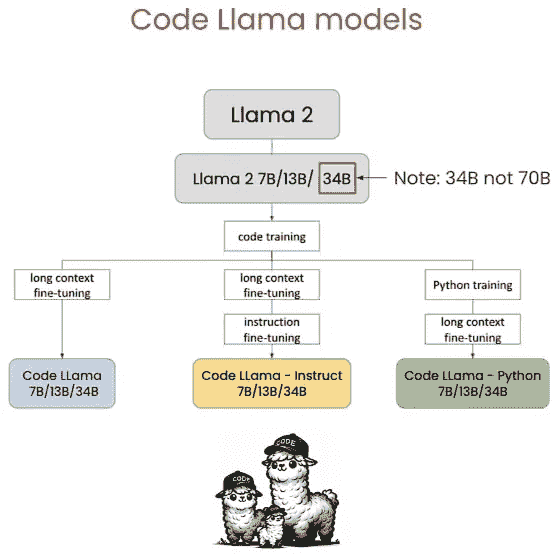 Code Llama models
Llama 2
Llama 2 7B/13B/ 34B
Note: 34B not 70B
code training
long context
fine-tuning
long context
fine-tuning
Python training
instruction
fine-tuning
long context
fine-tuning
Code LLama
7B/13B/34B
Code LLama - Instruct
7B/13B/34B
Code LLama - Python
7B/13B/34B
CODE
CODE